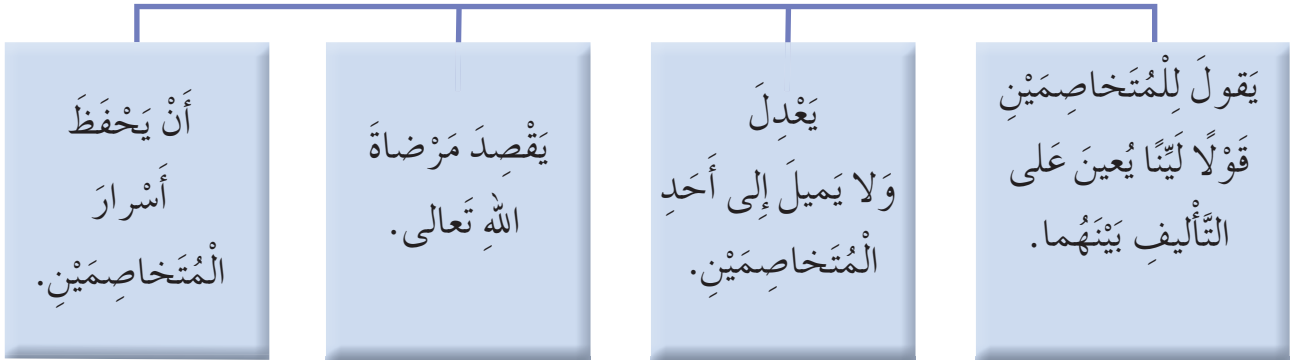 يَقولَ لِلْمُتَخاصِمَيْنِ
قَوْلًا لَيِّنًا يُعينَ عَلى
التَّأْليفِ بَيْنَهُما.
يَعْدِلَ
وَلا يَميلَ إِلى أَحَدِ
الْمُتَخاصِمَيْنِ.
يَقْصِدَ مَرْضاةَ
اللهِ تَعالى.
أَنْ يَحْفَظَ
أَسْرارَ
الْمُتَخاصِمَيْنِ.